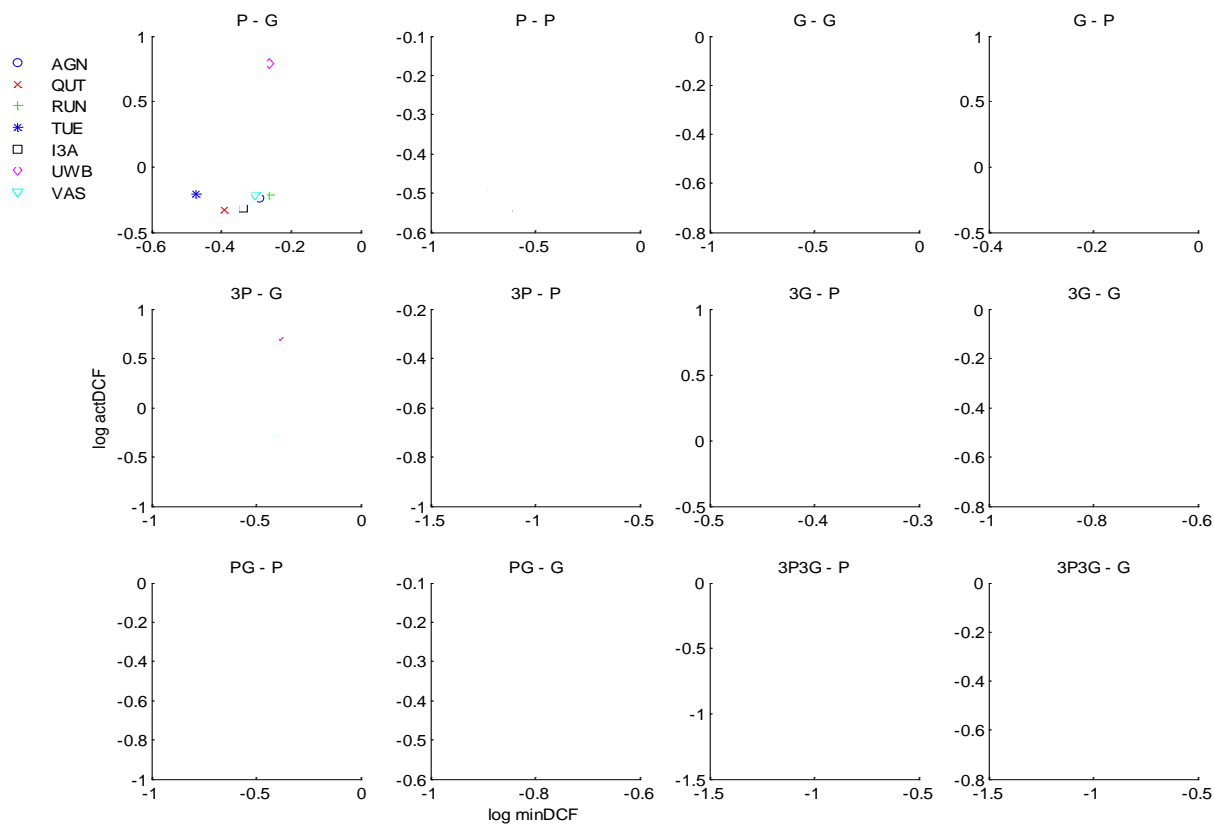 P - G
P - P
G - G
G - P
AGN
QUT
RUN
TUE
I3A
UWB
VAS
1
0.5
0
-0.5
-0.6 -0.4 -0.2 0
-0.1
-0.2
-0.3
-0.4
-0.5
-0.6
-1 -0.5 0
0
-0.2
-0.4
-0.6
-0.8
-1 -0.5 0
1
0.5
0
-0.5
-0.4 -0.2 0
3P - G
3P - P
3G - P
3G - G
log actDCF
1
0.5
0
-0.5
-1
-1 -0.5 0
-0.2
-0.4
-0.6
-0.8
-1
-1.5 -1 -0.5
1
0.5
0
-0.5
-0.5 -0.4 -0.3
0
-0.2
-0.4
-0.6
-0.8
-1 -0.8 -0.6
PG - P
PG - G
3P3G - P
3P3G - G
0
-0.2
-0.4
-0.6
-0.8
-1
-1 -0.5 0
-0.1
-0.2
-0.3
-0.4
-0.5
-0.6
-1 -0.8 -0.6
0
-0.5
-1
-1.5
-1.5 -1 -0.5
0
-0.2
-0.4
-0.6
-0.8
-1.5 -1 -0.5
log minDCF